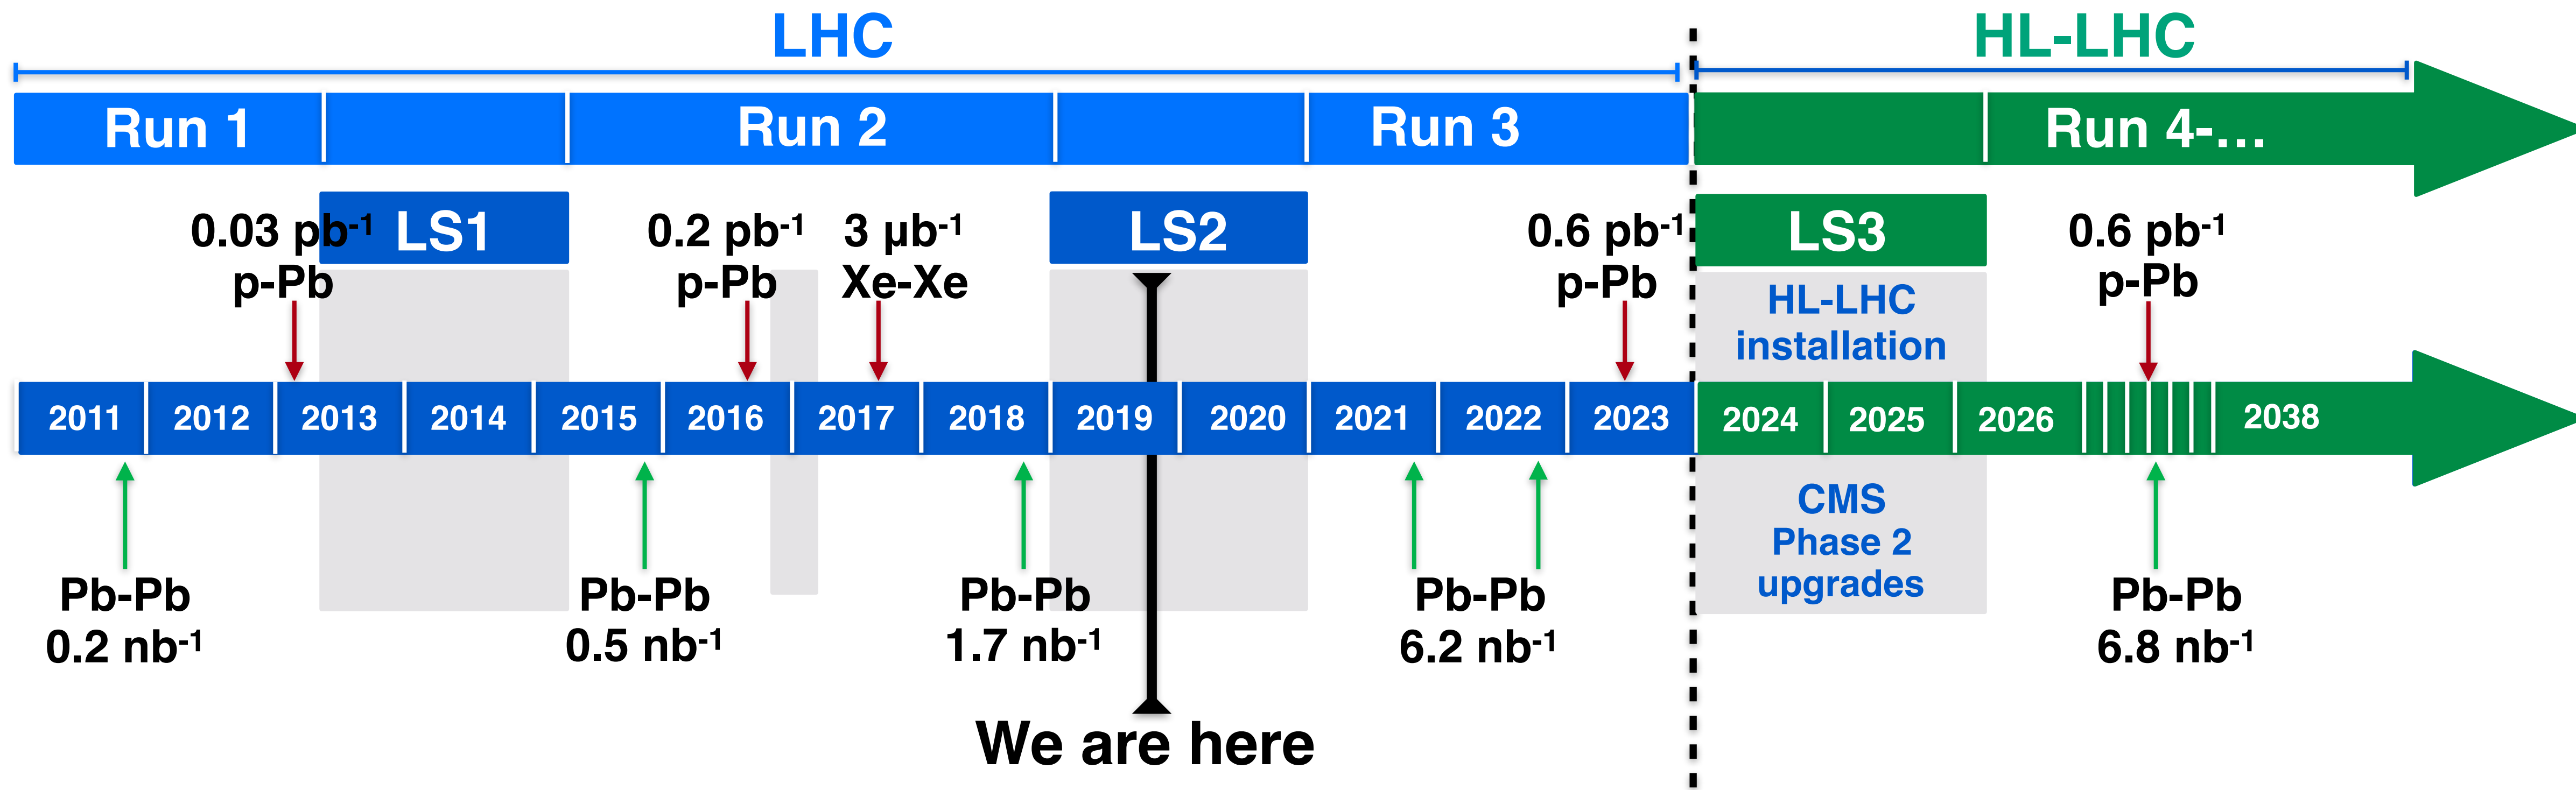 LHC
HL-LHC
Run 1
Run 2
Run 3
Run 4-...
0.03 pb-1
p-Pb
LS1
0.2 pb-1
p-Pb
3 μb-1
Xe-Xe
LS2
0.6 pb-1
p-Pb
LS3
HL-LHC
installation
0.6 pb-1
p-Pb
2011 2012 2013 2014 2015 2016 2017 2018 2019 2020 2021 2022 2023 2024 2025 2026 2038
Pb-Pb
0.2 nb-1
Pb-Pb
0.5 nb-1
Pb-Pb
1.7 nb-1
Pb-Pb
6.2 nb-1
CMS
Phase 2
upgrades
Pb-Pb
6.8 nb-1
We are here